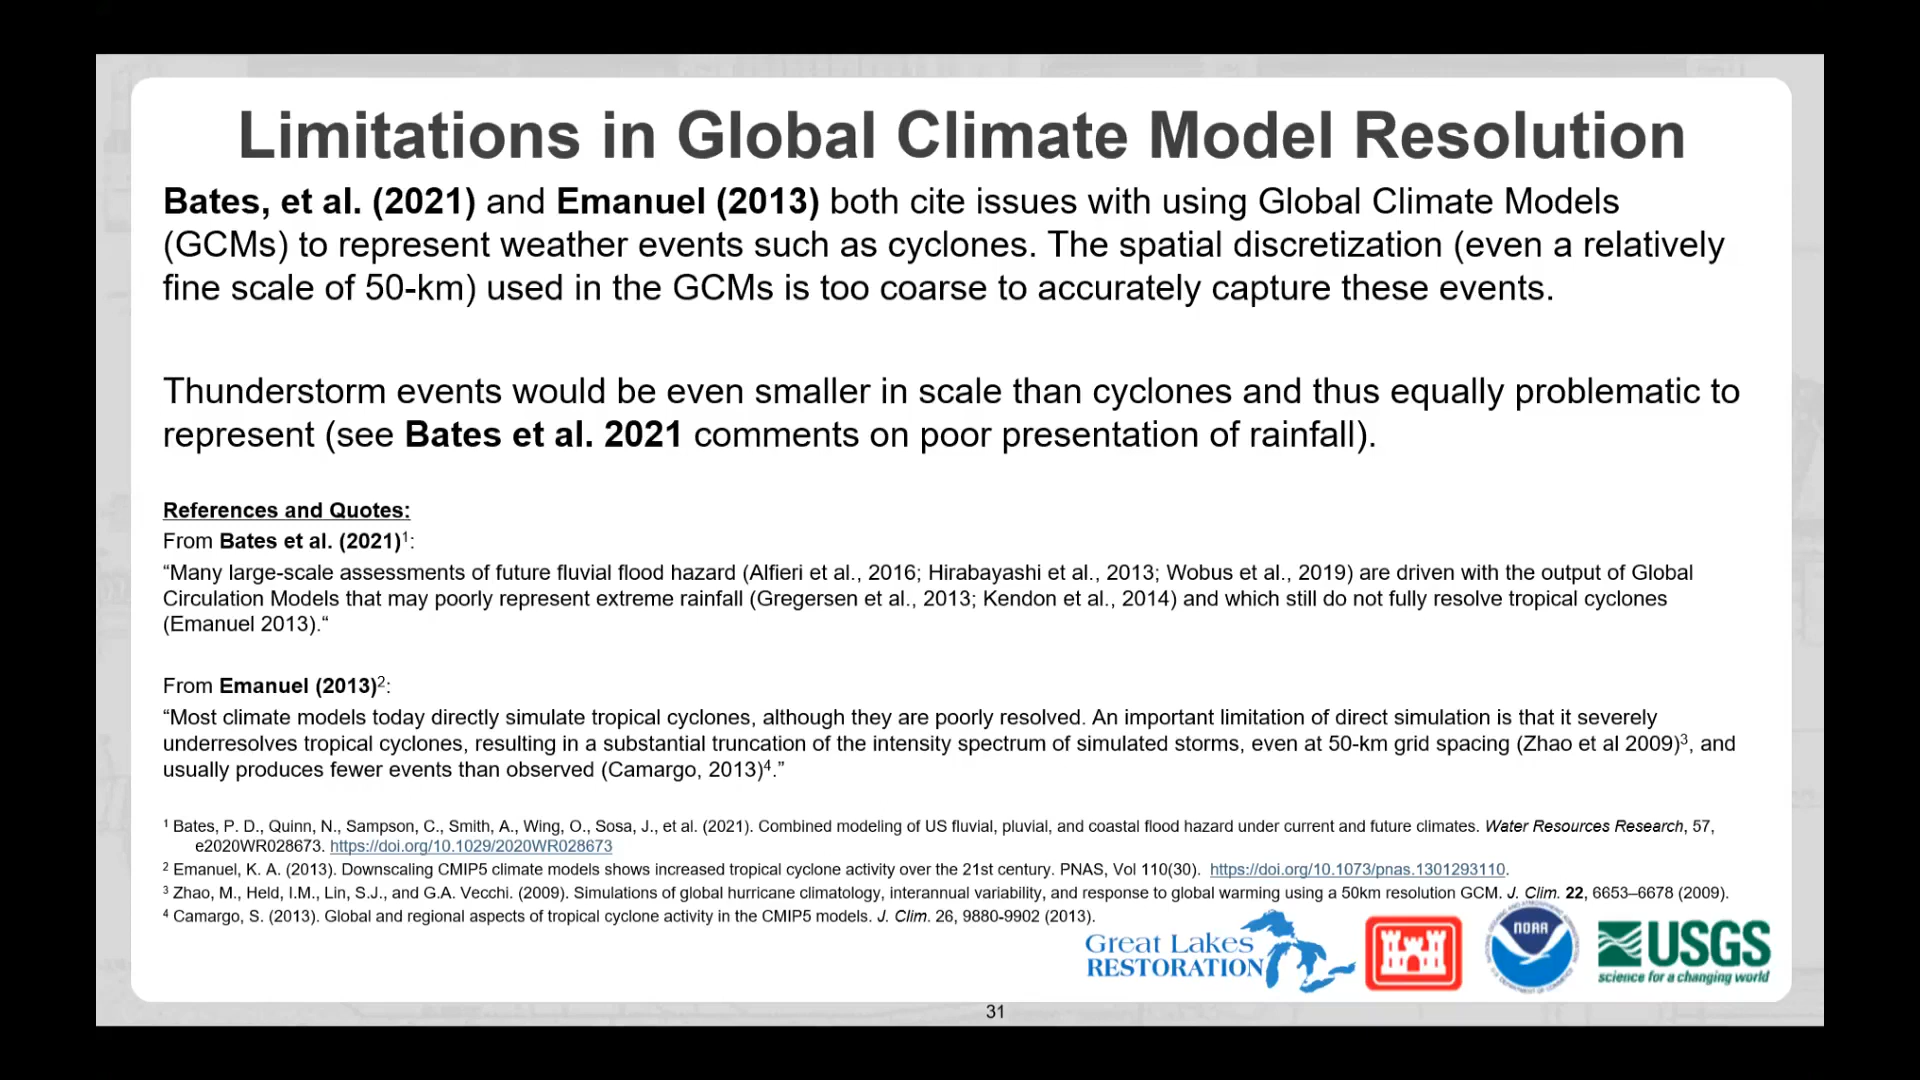 Limitations in Global Climate Model Resolution
Bates, et al. (2021) and Emanuel (2013) both cite issues with using Global Climate Models
(GCMs) to represent weather events such as cyclones. The spatial discretization (even a relatively
fine scale of 50-km) used in the GCMs is too coarse to accurately capture these events.
Thunderstorm events would be even smaller in scale than cyclones and thus equally problematic to
represent (see Bates et al. 2021 comments on poor presentation of rainfall).
References and Quotes:
From Bates et al. (2021)¹:
“Many large-scale assessments of future fluvial flood hazard (Alfieri et al., 2016; Hirabayashi et al., 2013; Wobus et al., 2019) are driven with the output of Global
Circulation Models that may poorly represent extreme rainfall (Gregersen et al., 2013; Kendon et al., 2014) and which still do not fully resolve tropical cyclones
(Emanuel 2013).“
From Emanuel (2013)²:
“Most climate models today directly simulate tropical cyclones, although they are poorly resolved. An important limitation of direct simulation is that it severely
underresolves tropical cyclones, resulting in a substantial truncation of the intensity spectrum of simulated storms, even at 50-km grid spacing (Zhao et al 2009)³, and
usually produces fewer events than observed (Camargo, 2013)⁴.”
¹ Bates, P. D., Quinn, N., Sampson, C., Smith, A., Wing, O., Sosa, J., et al. (2021). Combined modeling of US fluvial, pluvial, and coastal flood hazard under current and future climates. Water Resources Research, 57,
e2020WR028673. https://doi.org/10.1029/2020WR028673
² Emanuel, K. A. (2013). Downscaling CMIP5 climate models shows increased tropical cyclone activity over the 21st century. PNAS, Vol 110(30). https://doi.org/10.1073/pnas.1301293110.
³ Zhao, M., Held, I.M., Lin, S.J., and G.A. Vecchi. (2009). Simulations of global hurricane climatology, interannual variability, and response to global warming using a 50km resolution GCM. J. Clim. 22, 6653–6678 (2009).
⁴ Camargo, S. (2013). Global and regional aspects of tropical cyclone activity in the CMIP5 models. J. Clim. 26, 9880-9902 (2013).
Great Lakes
RESTORATION
NOAA
USGS
science for a changing world
31